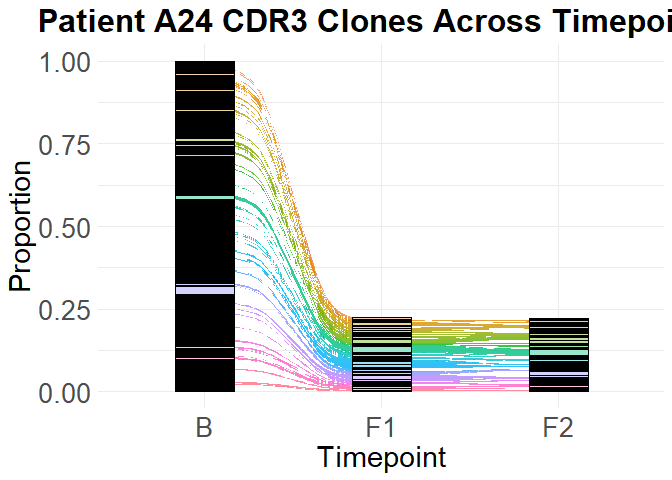 Patient A24 CDR3 Clones Across Timepoi
1.00
0.75
0.50
0.25
0.00
Proportion
B F1 F2
Timepoint